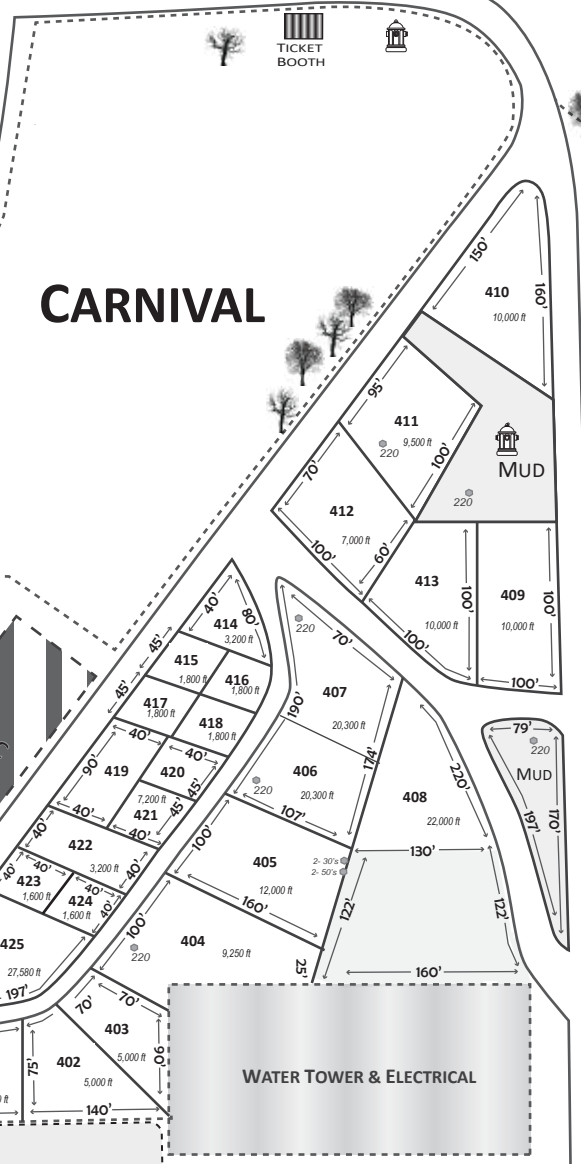 TICKET
BOOTH
CARNIVAL
150'
410
10,000 ft
160'
95'
411
9,500 ft
220
100'
MUD
220
70'
412
7,000 ft
100'
60'
413
10,000 ft
100'
100'
409
10,000 ft
100'
100'
40'
414
3,200 ft
80'
45'
415
1,800 ft
416
1,800 ft
45'
417
1,800 ft
418
1,800 ft
40'
40'
90'
419
420
7,200 ft
421
45'
45'
40'
40'
40'
422
3,200 ft
40'
40'
40'
423
1,600 ft
40'
424
1,600 ft
40'
425
27,580 ft
197'
220
70'
407
20,300 ft
190'
174'
406
20,300 ft
220
107'
408
22,000 ft
220'
130'
79'
220
MUD
197'
170'
100'
405
12,000 ft
160'
2- 30's
2- 50's
122'
122'
100'
404
9,250 ft
220
25'
160'
70'
70'
403
5,000 ft
90'
75'
402
5,000 ft
140'
ft
WATER TOWER & ELECTRICAL